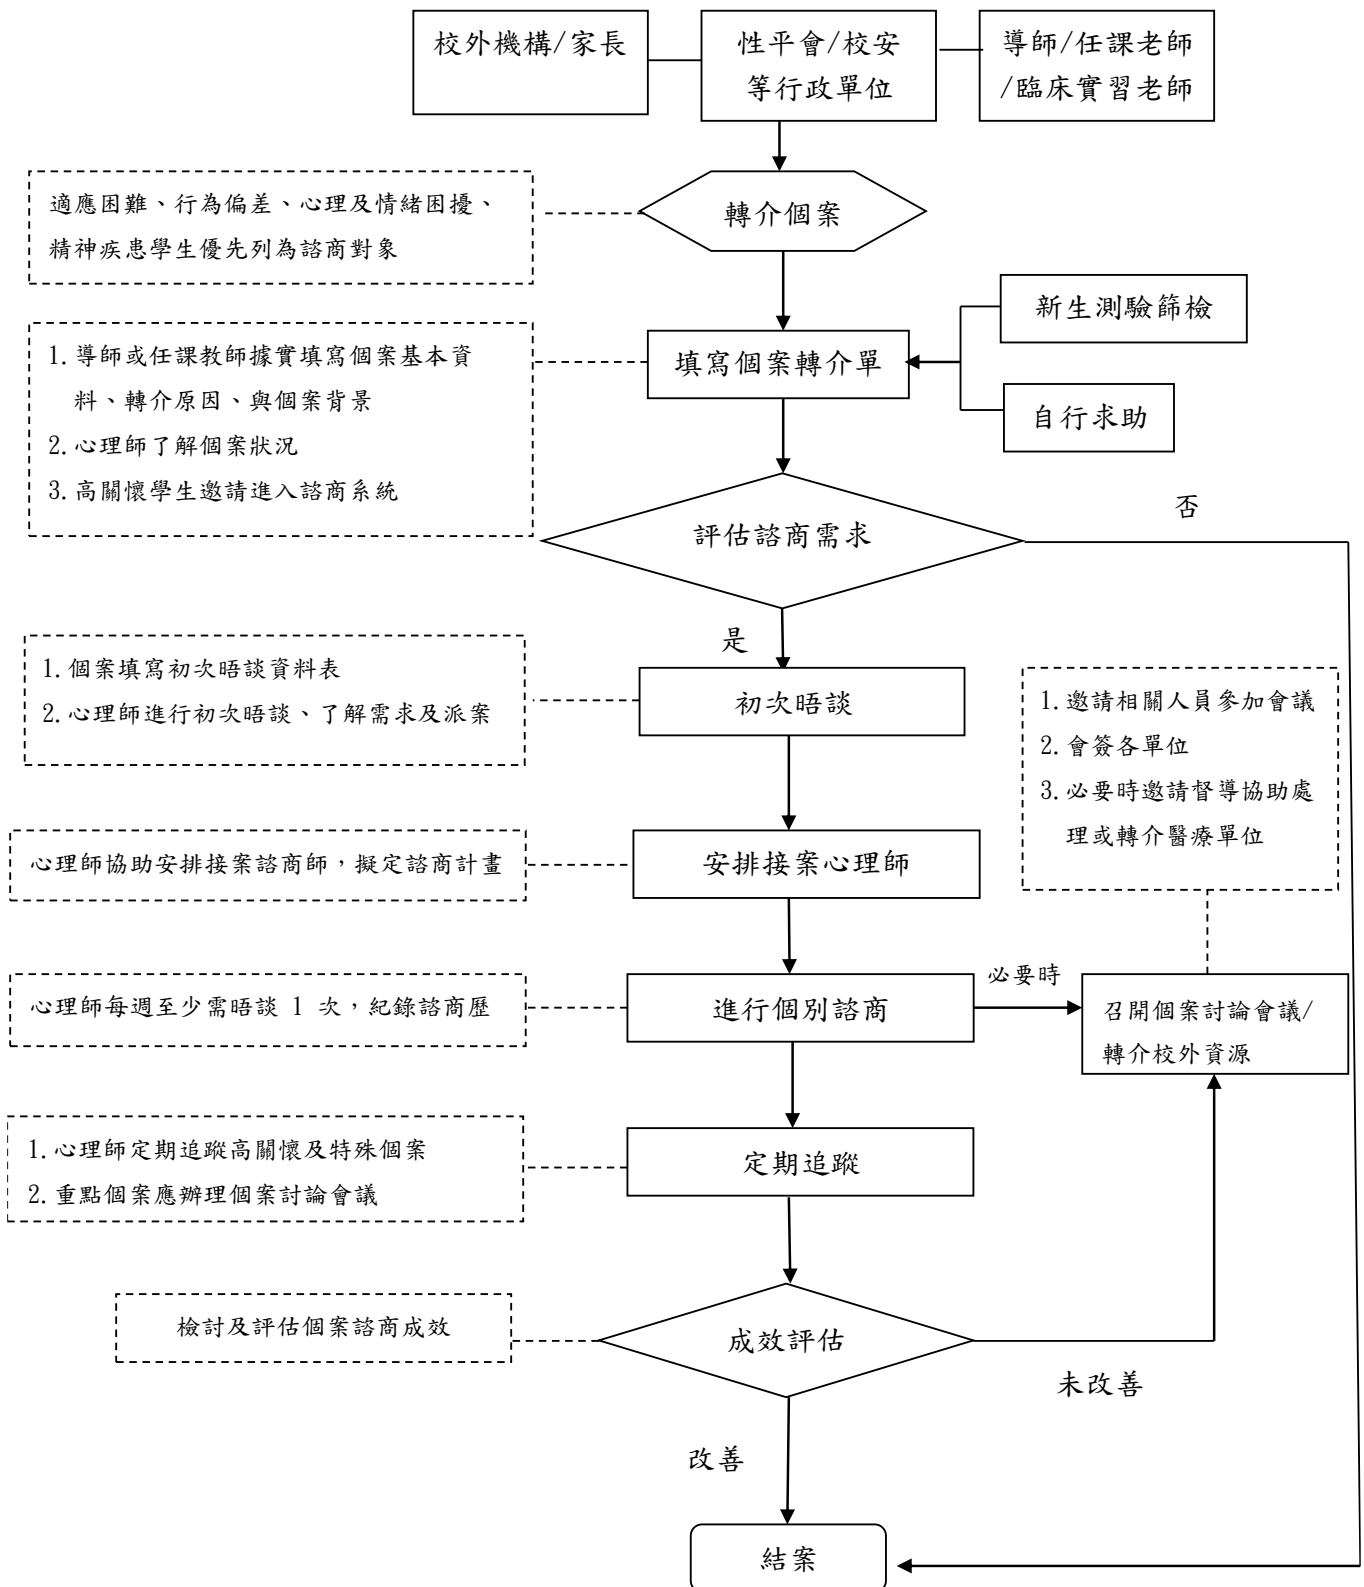 校外機構/家長
性平會/校安
等行政單位
導師/任課老師
/臨床實習老師
適應困難、行為偏差、心理及情緒困擾、
精神疾患學生優先列為諮商對象
轉介個案
新生測驗篩檢
1.導師或任課教師據實填寫個案基本資
料、轉介原因、與個案背景
2.心理師了解個案狀況
3.高關懷學生邀請進入諮商系統
填寫個案轉介單
自行求助
評估諮商需求
否
是
1.個案填寫初次晤談資料表
2.心理師進行初次晤談、了解需求及派案
初次晤談
1.邀請相關人員參加會議
2.會簽各單位
3.必要時邀請督導協助處
理或轉介醫療單位
心理師協助安排接案諮商師，擬定諮商計畫
安排接案心理師
心理師每週至少需晤談 1 次，紀錄諮商歷
進行個別諮商
必要時
召開個案討論會議/
轉介校外資源
1.心理師定期追蹤高關懷及特殊個案
2.重點個案應辦理個案討論會議
定期追蹤
檢討及評估個案諮商成效
成效評估
未改善
改善
結案